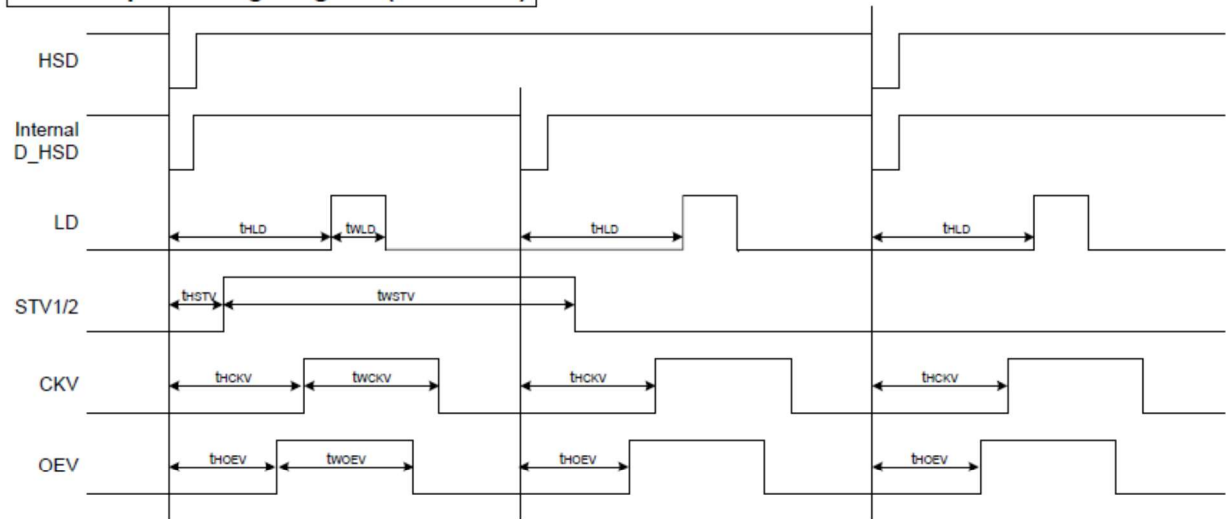 HSD
Internal
D_HSD
LD
tHLD
tWLD
tHLD
tHLD
STV1/2
tHSTV
tWSTV
CKV
tHCKV
tWCKV
tHCKV
tHCKV
OEV
tHOEV
tWOEV
tHOEV
tHOEV